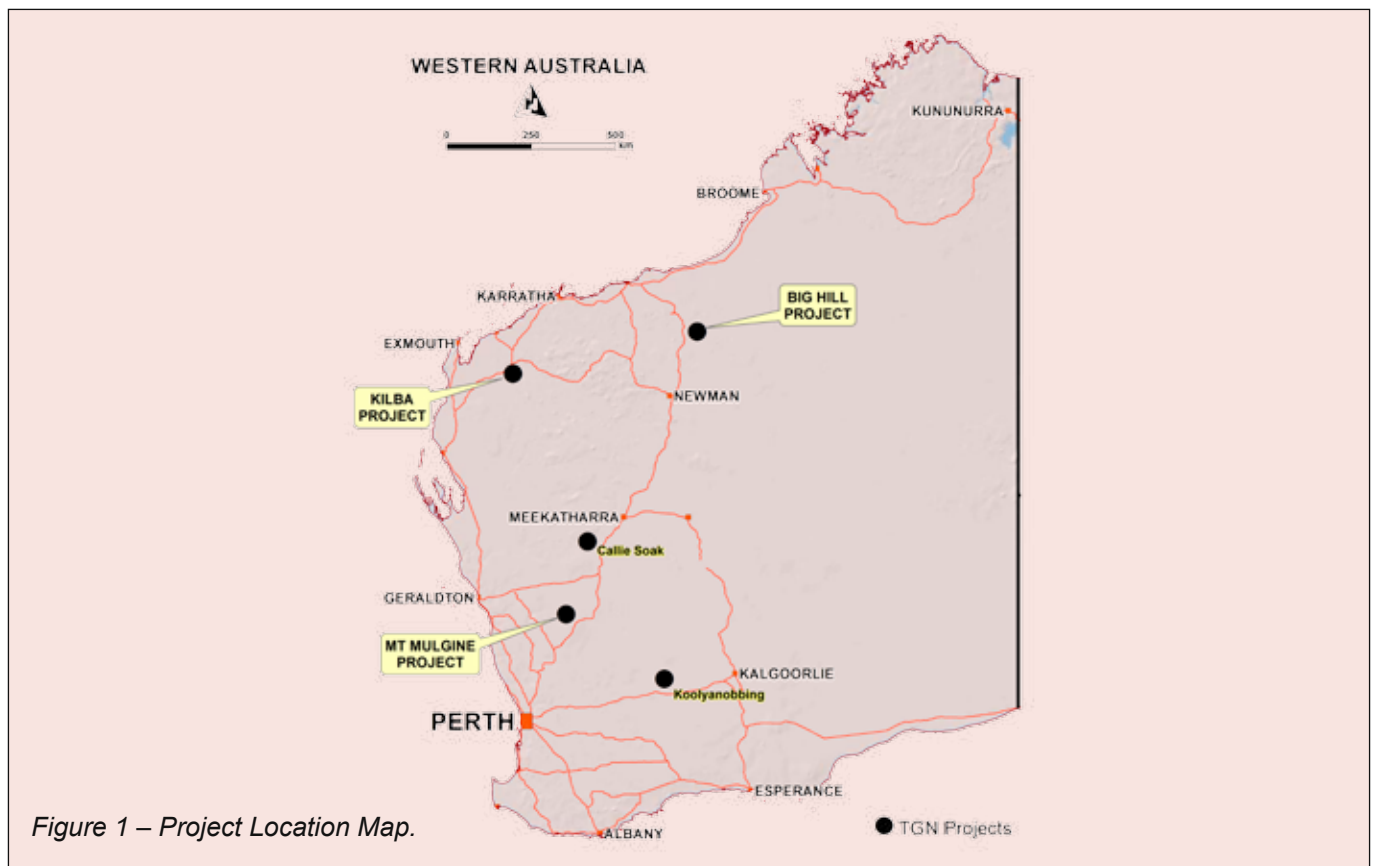 WESTERN AUSTRALIA
0 250 500
km
KUNUNURRA
BROOME
KARRATHA
BIG HILL
PROJECT
EXMOUTH
KILBA
PROJECT
NEWMAN
MEEKATHARRA
Callie Soak
GERALDTON
MT MULGINE
PROJECT
KALGOORLIE
Koolyanobbing
PERTH
ESPERANCE
ALBANY
TGN Projects
Figure 1 – Project Location Map.